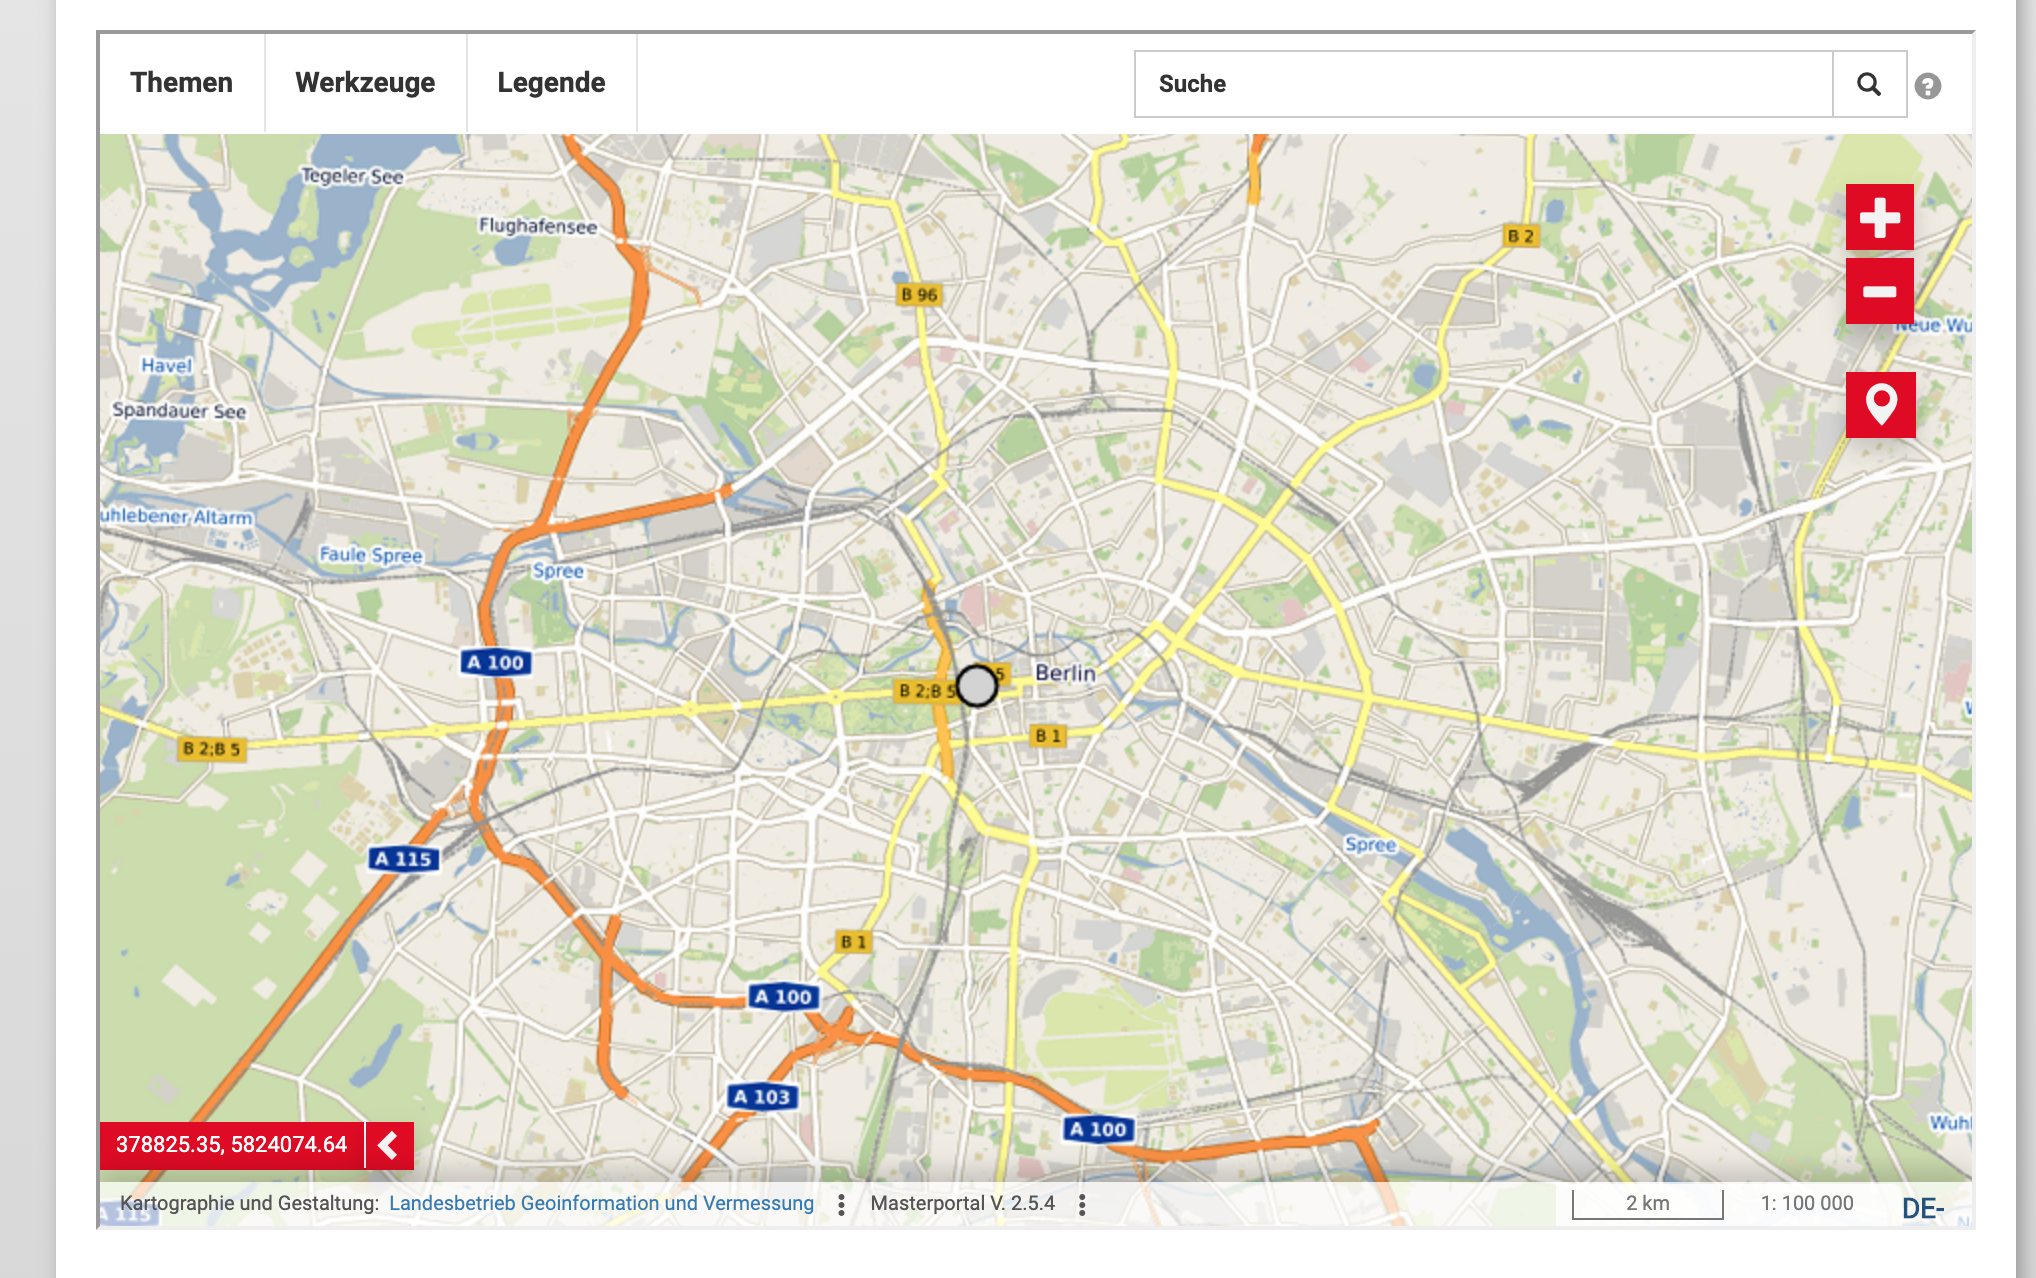 Themen
Werkzeuge
Legende
Suche
Tegeler See
Flughafensee
B 2
B 96
Neue Wu
Havel
Spandauer See
uhlebener Altarm
Faule Spree
Spree
A 100
5
Berlin
B 2;B 5
B 1
B 2;B 5
Spree
A 115
B 1
A 100
A 103
A 100
Wuhl
378825.35, 5824074.64
Kartographie und Gestaltung: Landesbetrieb Geoinformation und Vermessung
Masterportal V. 2.5.4
2 km
1: 100 000
DE-
A 115